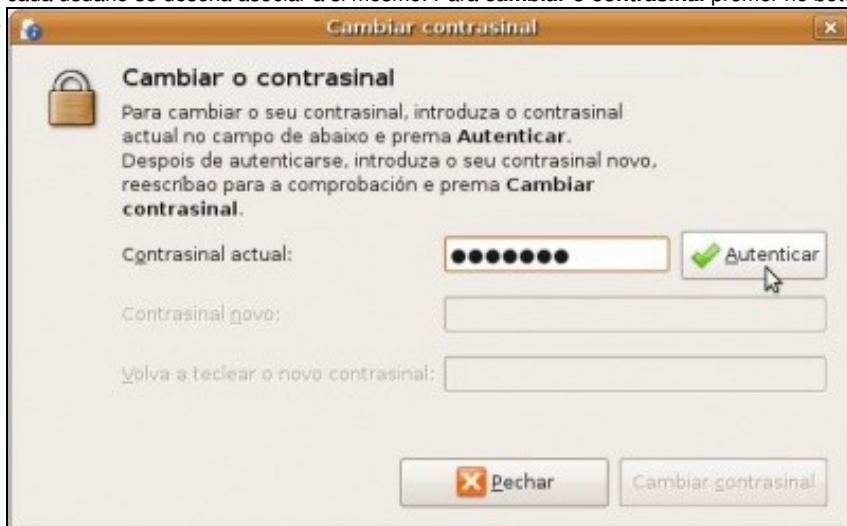 Cambiar contrasinal
Cambiar o contrasinal
Para cambiar o seu contrasinal, introduza o contrasinal
actual no campo de abaixo e prema Autenticar.
Despois de autenticarse, introduza o seu contrasinal novo,
reescríbao para a comprobación e prema Cambiar
contrasinal.
Contrasinal actual:
Autenticar
Contrasinal novo:
Volva a teclear o novo contrasinal:
Pechar
Cambiar contrasinal